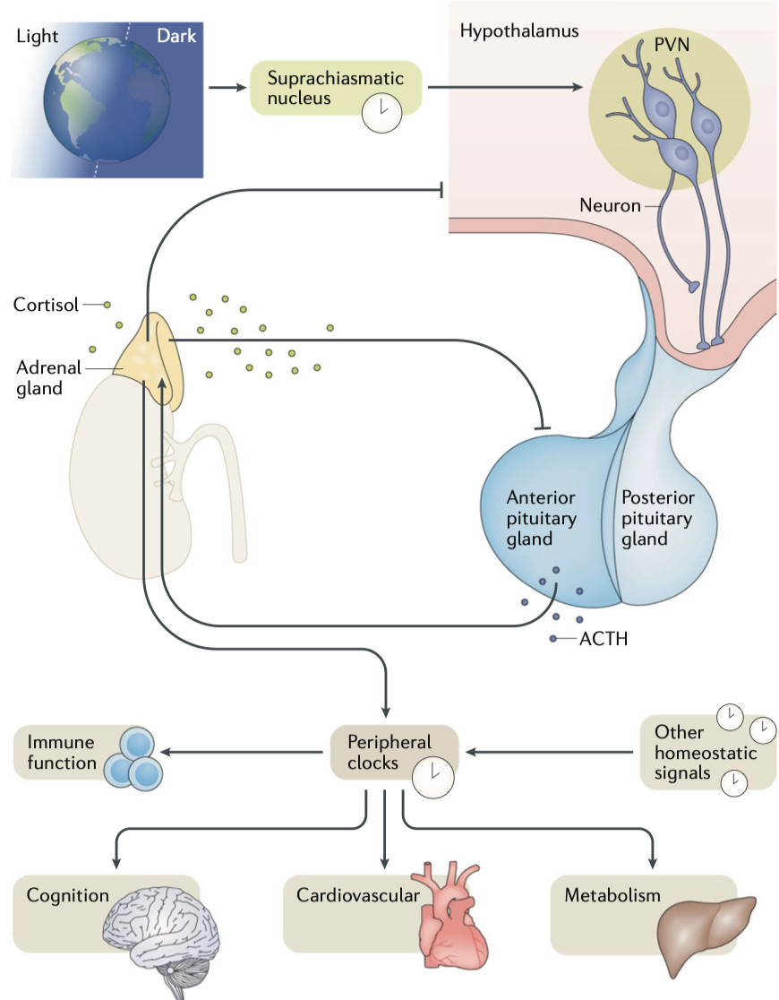 Light
Dark
Suprachiasmatic
nucleus
Hypothalamus
PVN
Neuron
Cortisol
Adrenal
gland
Anterior
pituitary
gland
Posterior
pituitary
gland
ACTH
Immune
function
Peripheral
clocks
Other
homeostatic
signals
Cognition
Cardiovascular
Metabolism